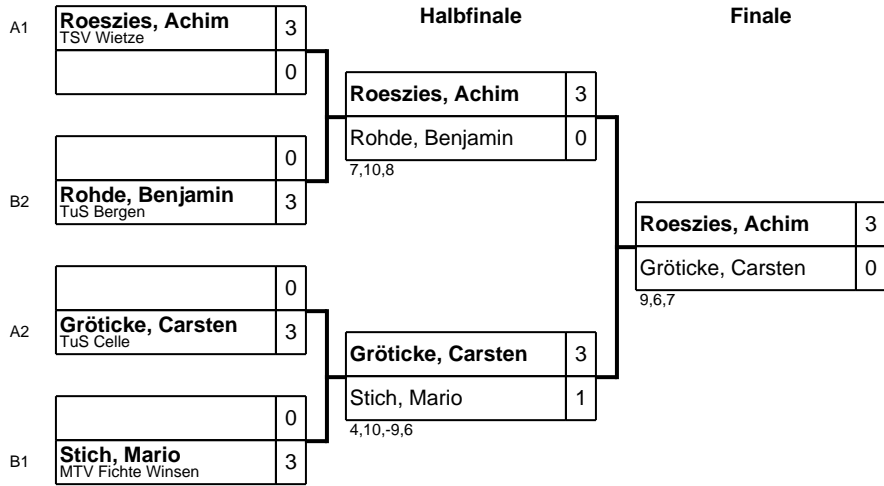 Halbfinale
Finale
A1
Roeszies, Achim 3
TSV Wietze
0
0
B2
Rohde, Benjamin 3
TuS Bergen
0
A2
Gröticke, Carsten 3
TuS Celle
0
B1
Stich, Mario 3
MTV Fichte Winsen
Roeszies, Achim 3
Rohde, Benjamin 0
7,10,8
Gröticke, Carsten 3
Stich, Mario 1
4,10,-9,6
Roeszies, Achim 3
Gröticke, Carsten 0
9,6,7